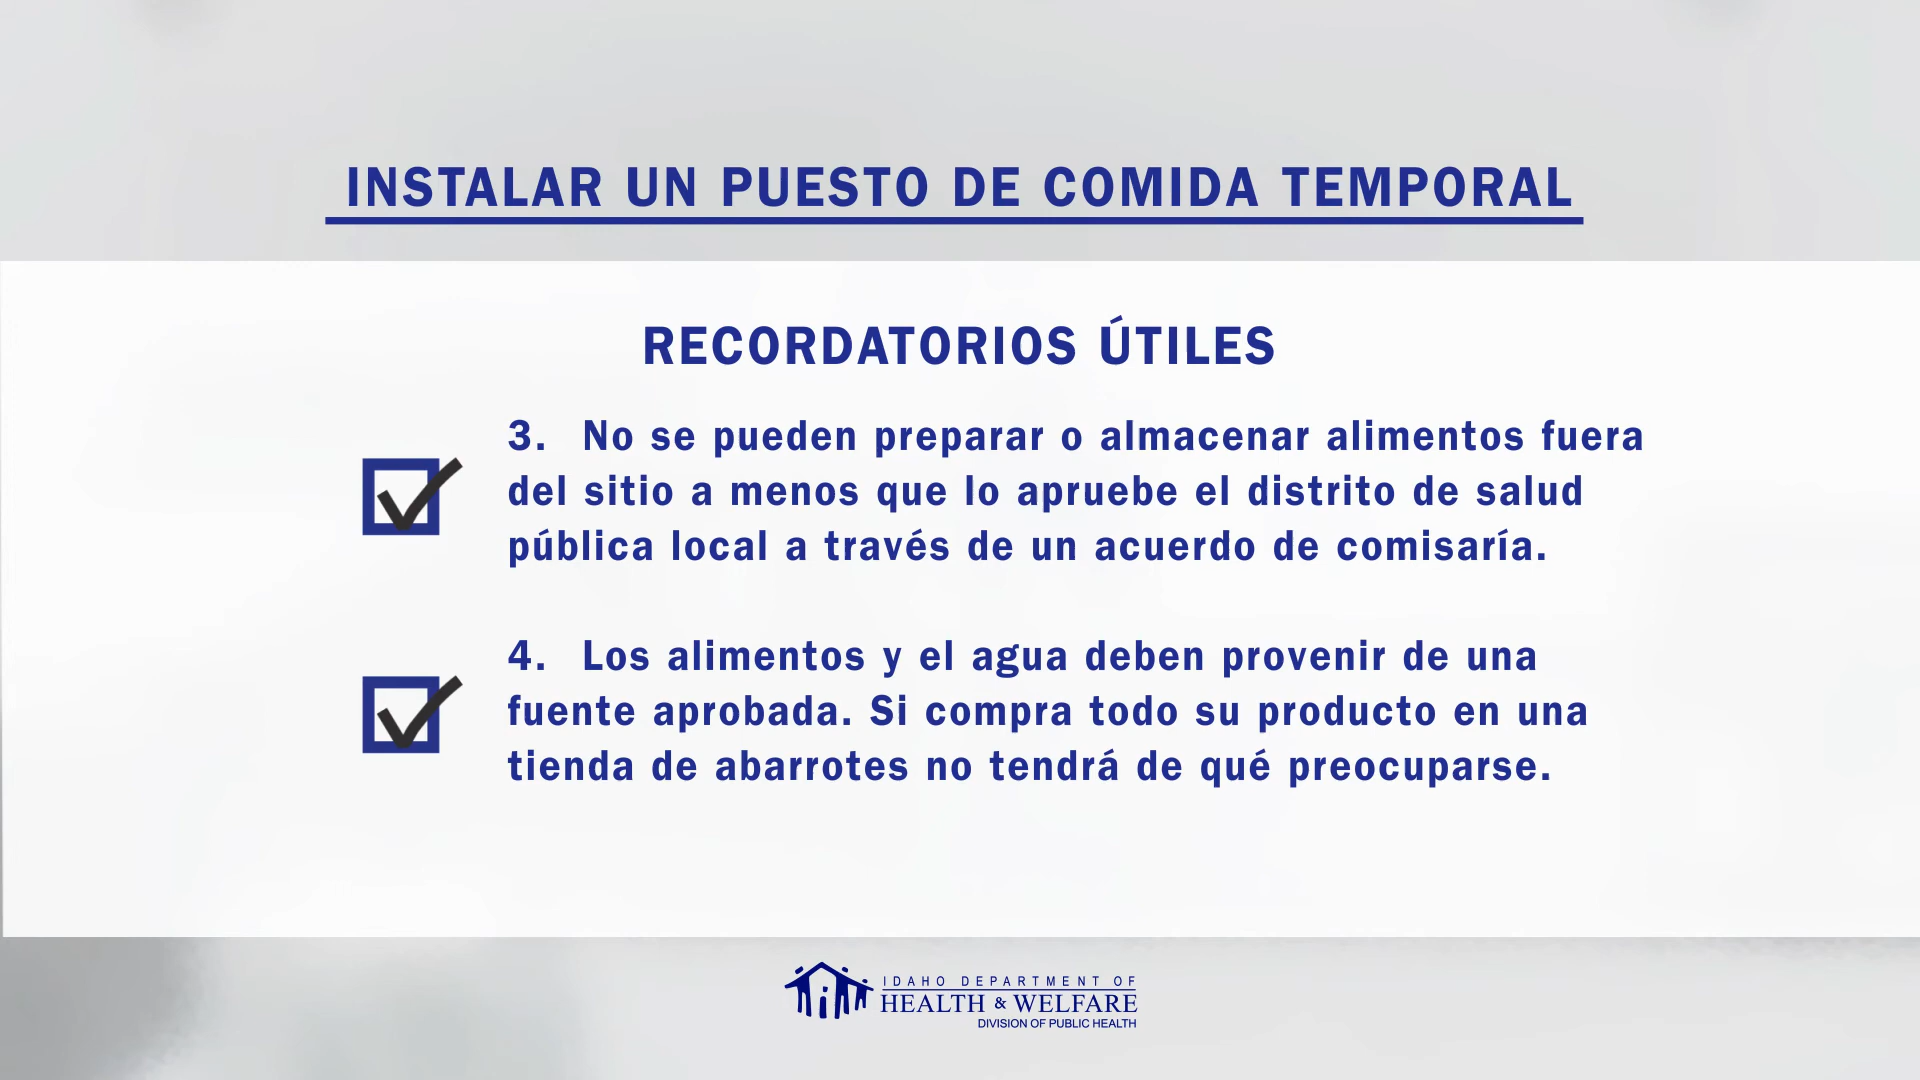 INSTALAR UN PUESTO DE COMIDA TEMPORAL
RECORDATORIOS ÚTILES
3. No se pueden preparar o almacenar alimentos fuera
del sitio a menos que lo apruebe el distrito de salud
pública local a través de un acuerdo de comisaría.
4. Los alimentos y el agua deben provenir de una
fuente aprobada. Si compra todo su producto en una
tienda de abarrotes no tendrá de qué preocuparse.
IDAHO DEPARTMENT OF
HEALTH & WELFARE
DIVISION OF PUBLIC HEALTH